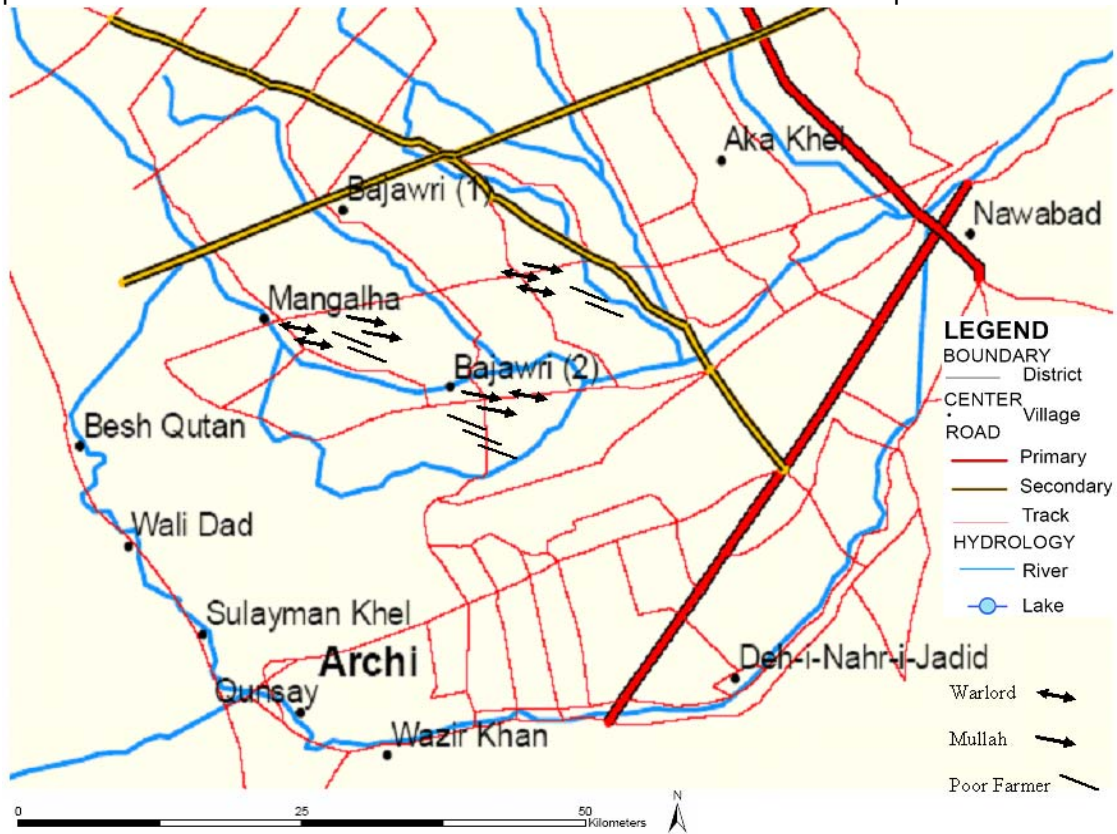 Aka Kheh
Bajawri (1)
Nawabad
Mangalha
Bajawri (2)
Besh Qutan
Wali Dad
Sulayman Khel
Archi
Qunsay
Wazir Khan
Deh-i-Nahr-i-Jadid
LEGEND
BOUNDARY
District
CENTER
Village
ROAD
Primary
Secondary
Track
HYDROLOGY
River
Lake
Warlord
Mullah
Poor Farmer
0 25 50
Kilometers
N